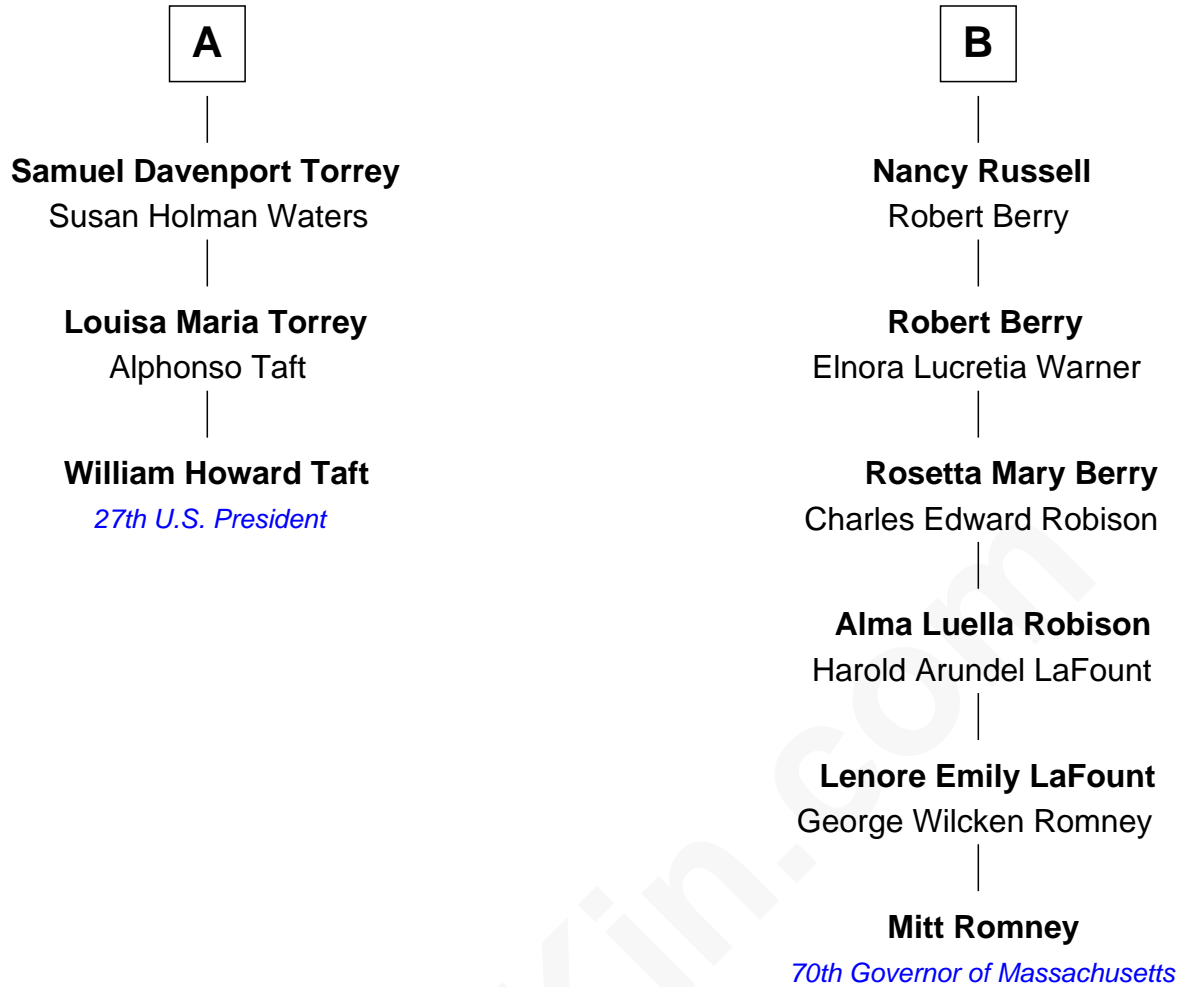 A
Samuel Davenport Torrey
Susan Holman Waters
Louisa Maria Torrey
Alphonso Taft
William Howard Taft
27th U.S. President
B
Nancy Russell
Robert Berry
Robert Berry
Elnora Lucretia Warner
Rosetta Mary Berry
Charles Edward Robison
Alma Luella Robison
Harold Arundel LaFount
Lenore Emily LaFount
George Wilcken Romney
Mitt Romney
70th Governor of Massachusetts
Kin.com